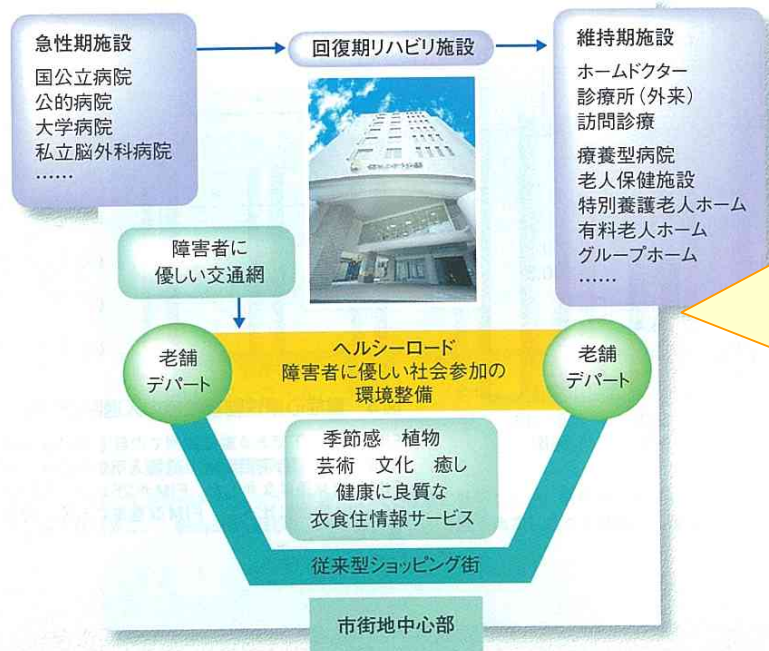 急性期施設
国公立病院
公的病院
大学病院
私立脳外科病院
……
回復期リハビリ施設
維持期施設
ホームドクター
診療所（外来）
訪問診療
療養型病院
老人保健施設
特別養護老人ホーム
有料老人ホーム
グループホーム
……
障害者に
優しい交通網
老舗
デパート
ヘルシーロード
障害者に優しい社会参加の
環境整備
老舗
デパート
季節感　植物
芸術　文化　癒し
健康に良質な
衣食住情報サービス
従来型ショッピング街
市街地中心部